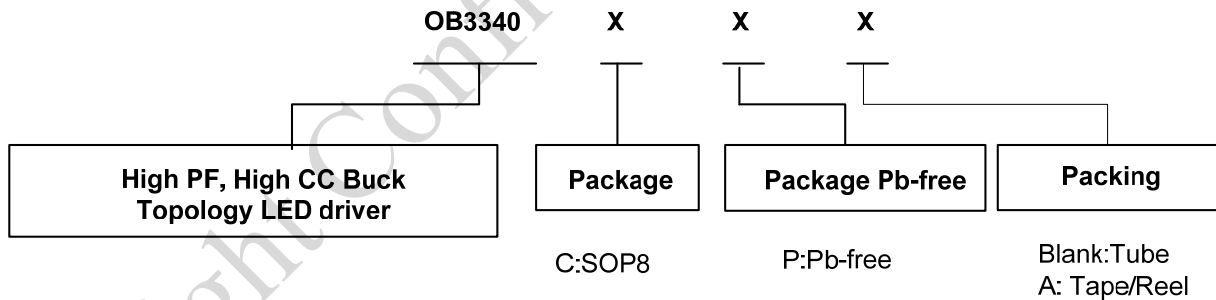 OB3340 X X X
High PF, High CC Buck
Topology LED driver
Package
Package Pb-free
Packing
C:SOP8
P:Pb-free
Blank:Tube
A: Tape/Reel